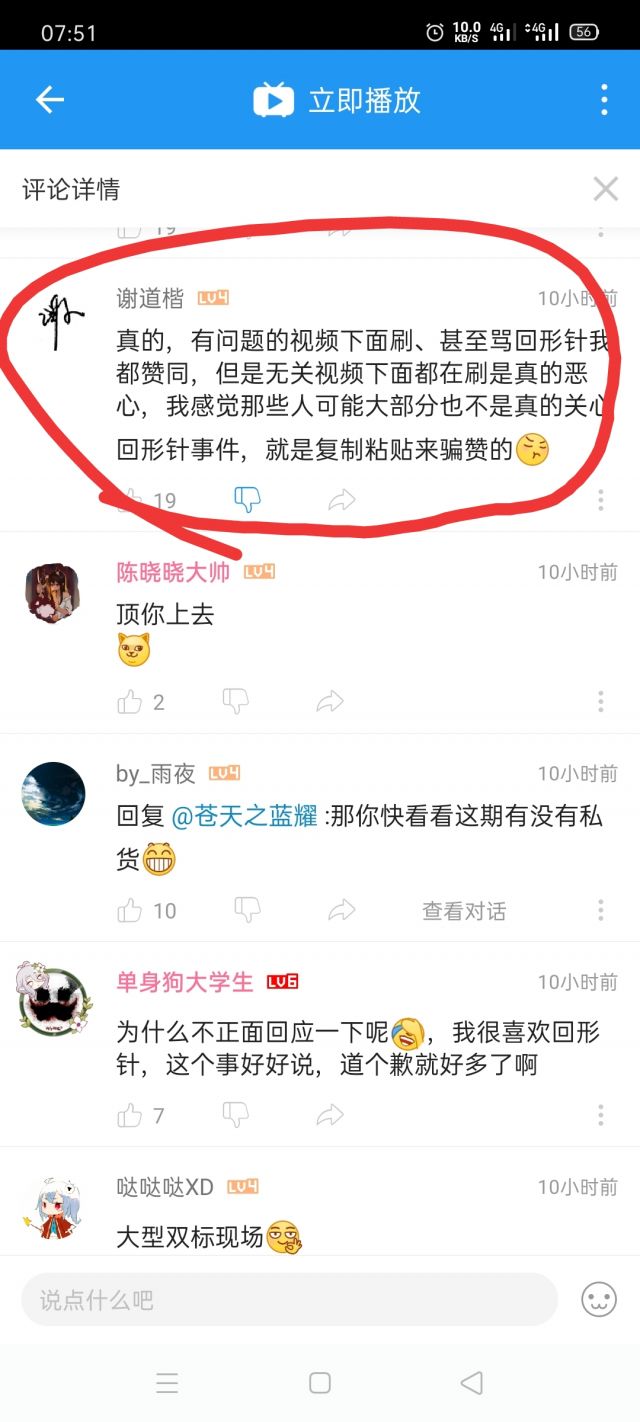 07:51
10.0
KB/S
4G
4G
56
立即播放
评论详情
19
谢道楷 LV4
10小时前
真的，有问题的视频下面刷、甚至骂回形针我
都赞同，但是无关视频下面都在刷是真的恶
心，我感觉那些人可能大部分也不是真的关心
回形针事件，就是复制粘贴来骗赞的
19
陈晓晓大帅 LV4
10小时前
顶你上去
2
by_雨夜 LV4
10小时前
回复 @苍天之蓝耀 :那你快看看这期有没有私
货
10
查看对话
单身狗大学生 LV6
10小时前
为什么不正面回应一下呢，我很喜欢回形
针，这个事好好说，道个歉就好多了啊
7
哒哒哒XD LV4
10小时前
大型双标现场
说点什么吧